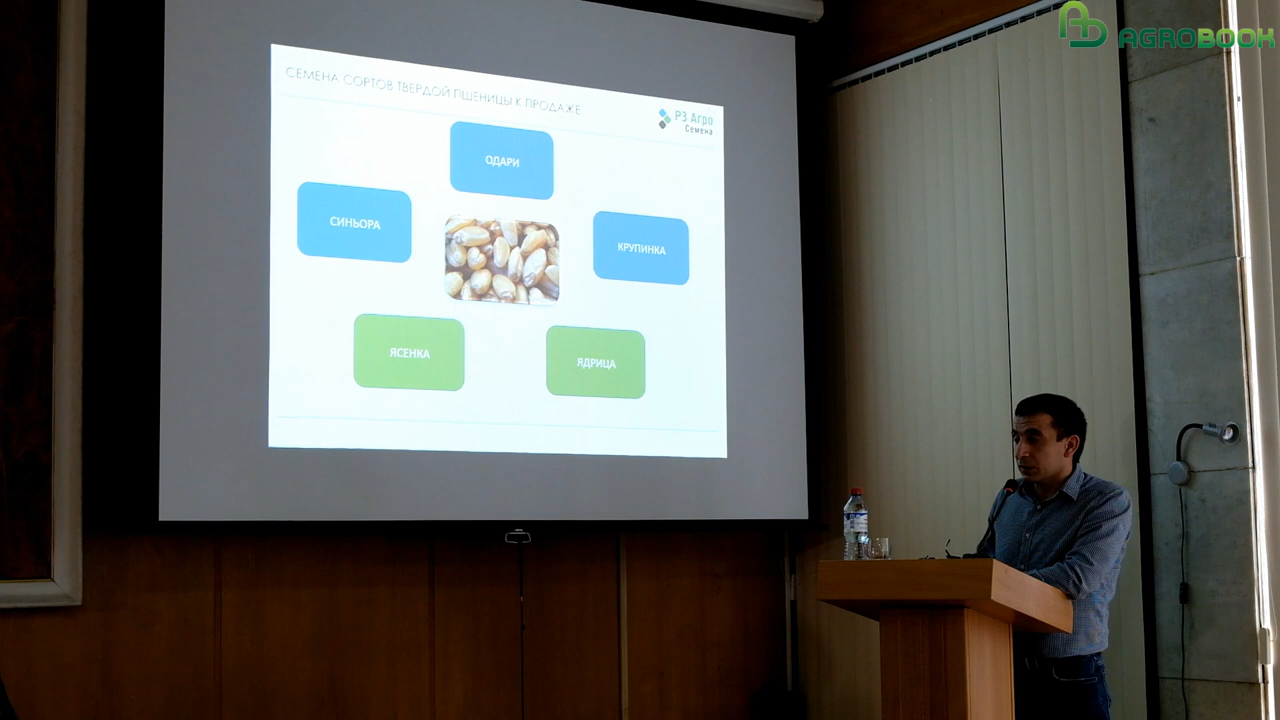 AGROBOOK
СЕМЕНА СОРТОВ ТВЕРДОЙ ПШЕНИЦЫ К ПРОДАЖЕ
РЗ Агро
Семена
ОДАРИ
СИНЬОРА
КРУПИНКА
ЯСЕНКА
ЯДРИЦА